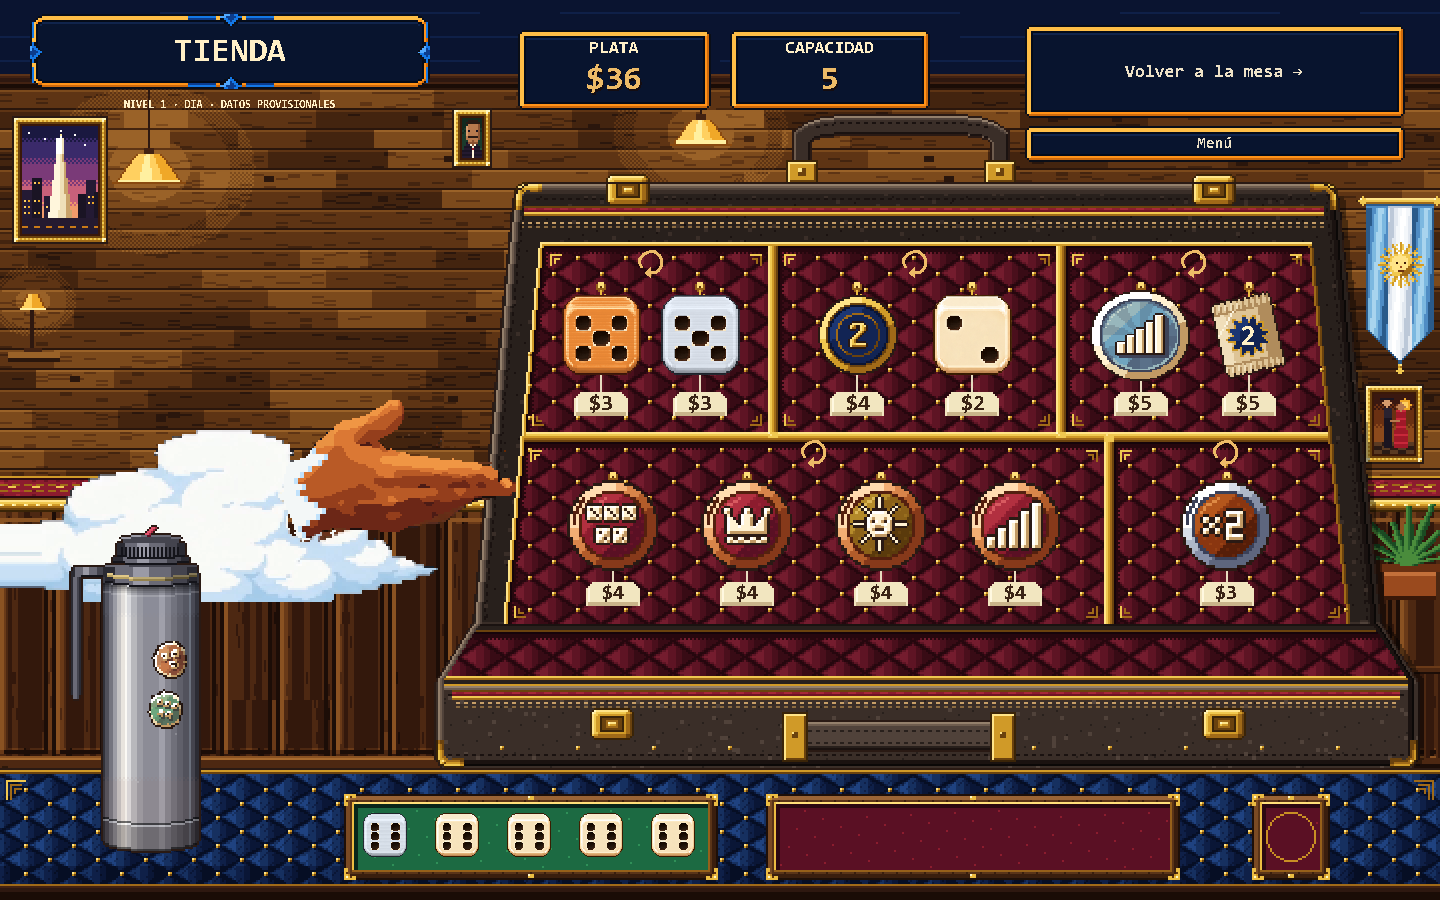 TIENDA
NIVEL 1 · DIA · DATOS PROVISIONALES
PLATA
$36
CAPACIDAD
5
Volver a la mesa →
Menú
2
2
$3
$3
$4
$2
$5
$5
×2
$4
$4
$4
$4
$3